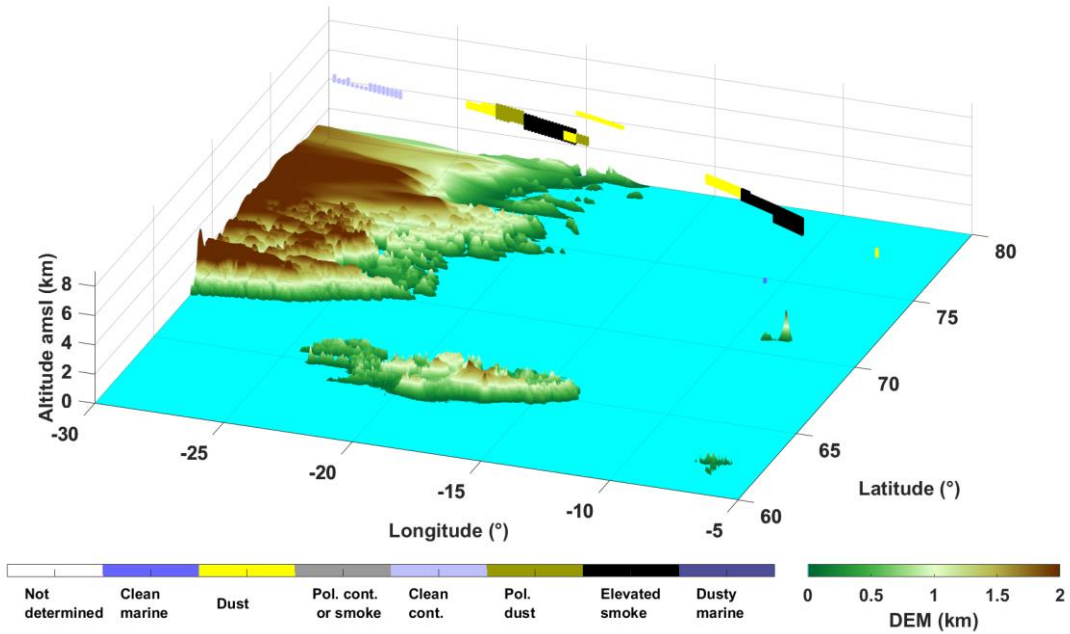 Altitude amsl (km)
8
6
4
2
0
-30
-25
-20
-15
-10
-5
Longitude (°)
60
65
70
75
80
Latitude (°)
Not
determined
Clean
marine
Dust
Pol. cont.
or smoke
Clean
cont.
Pol.
dust
Elevated
smoke
Dusty
marine
0
0.5
1
1.5
2
DEM (km)